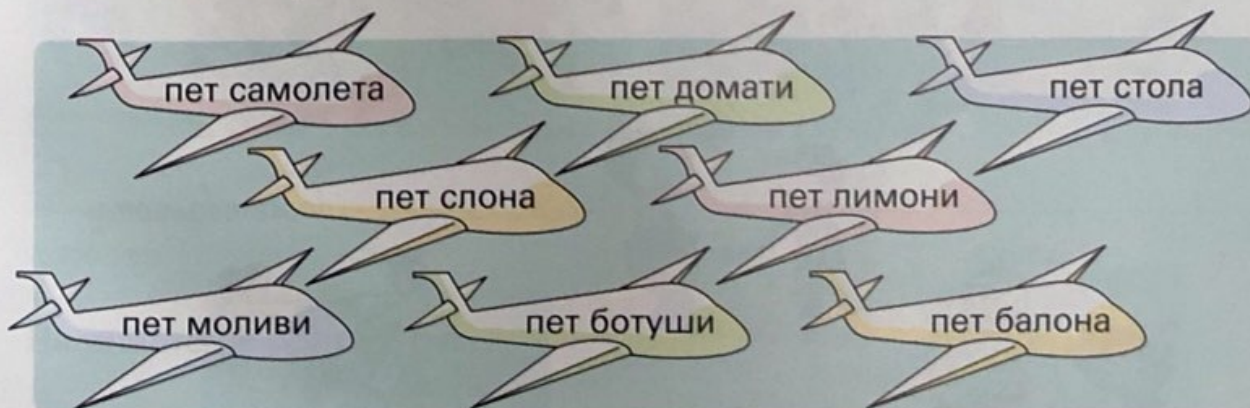 пет самолета
пет домати
пет стола
пет слона
пет лимони
пет моливи
пет ботуши
пет балона